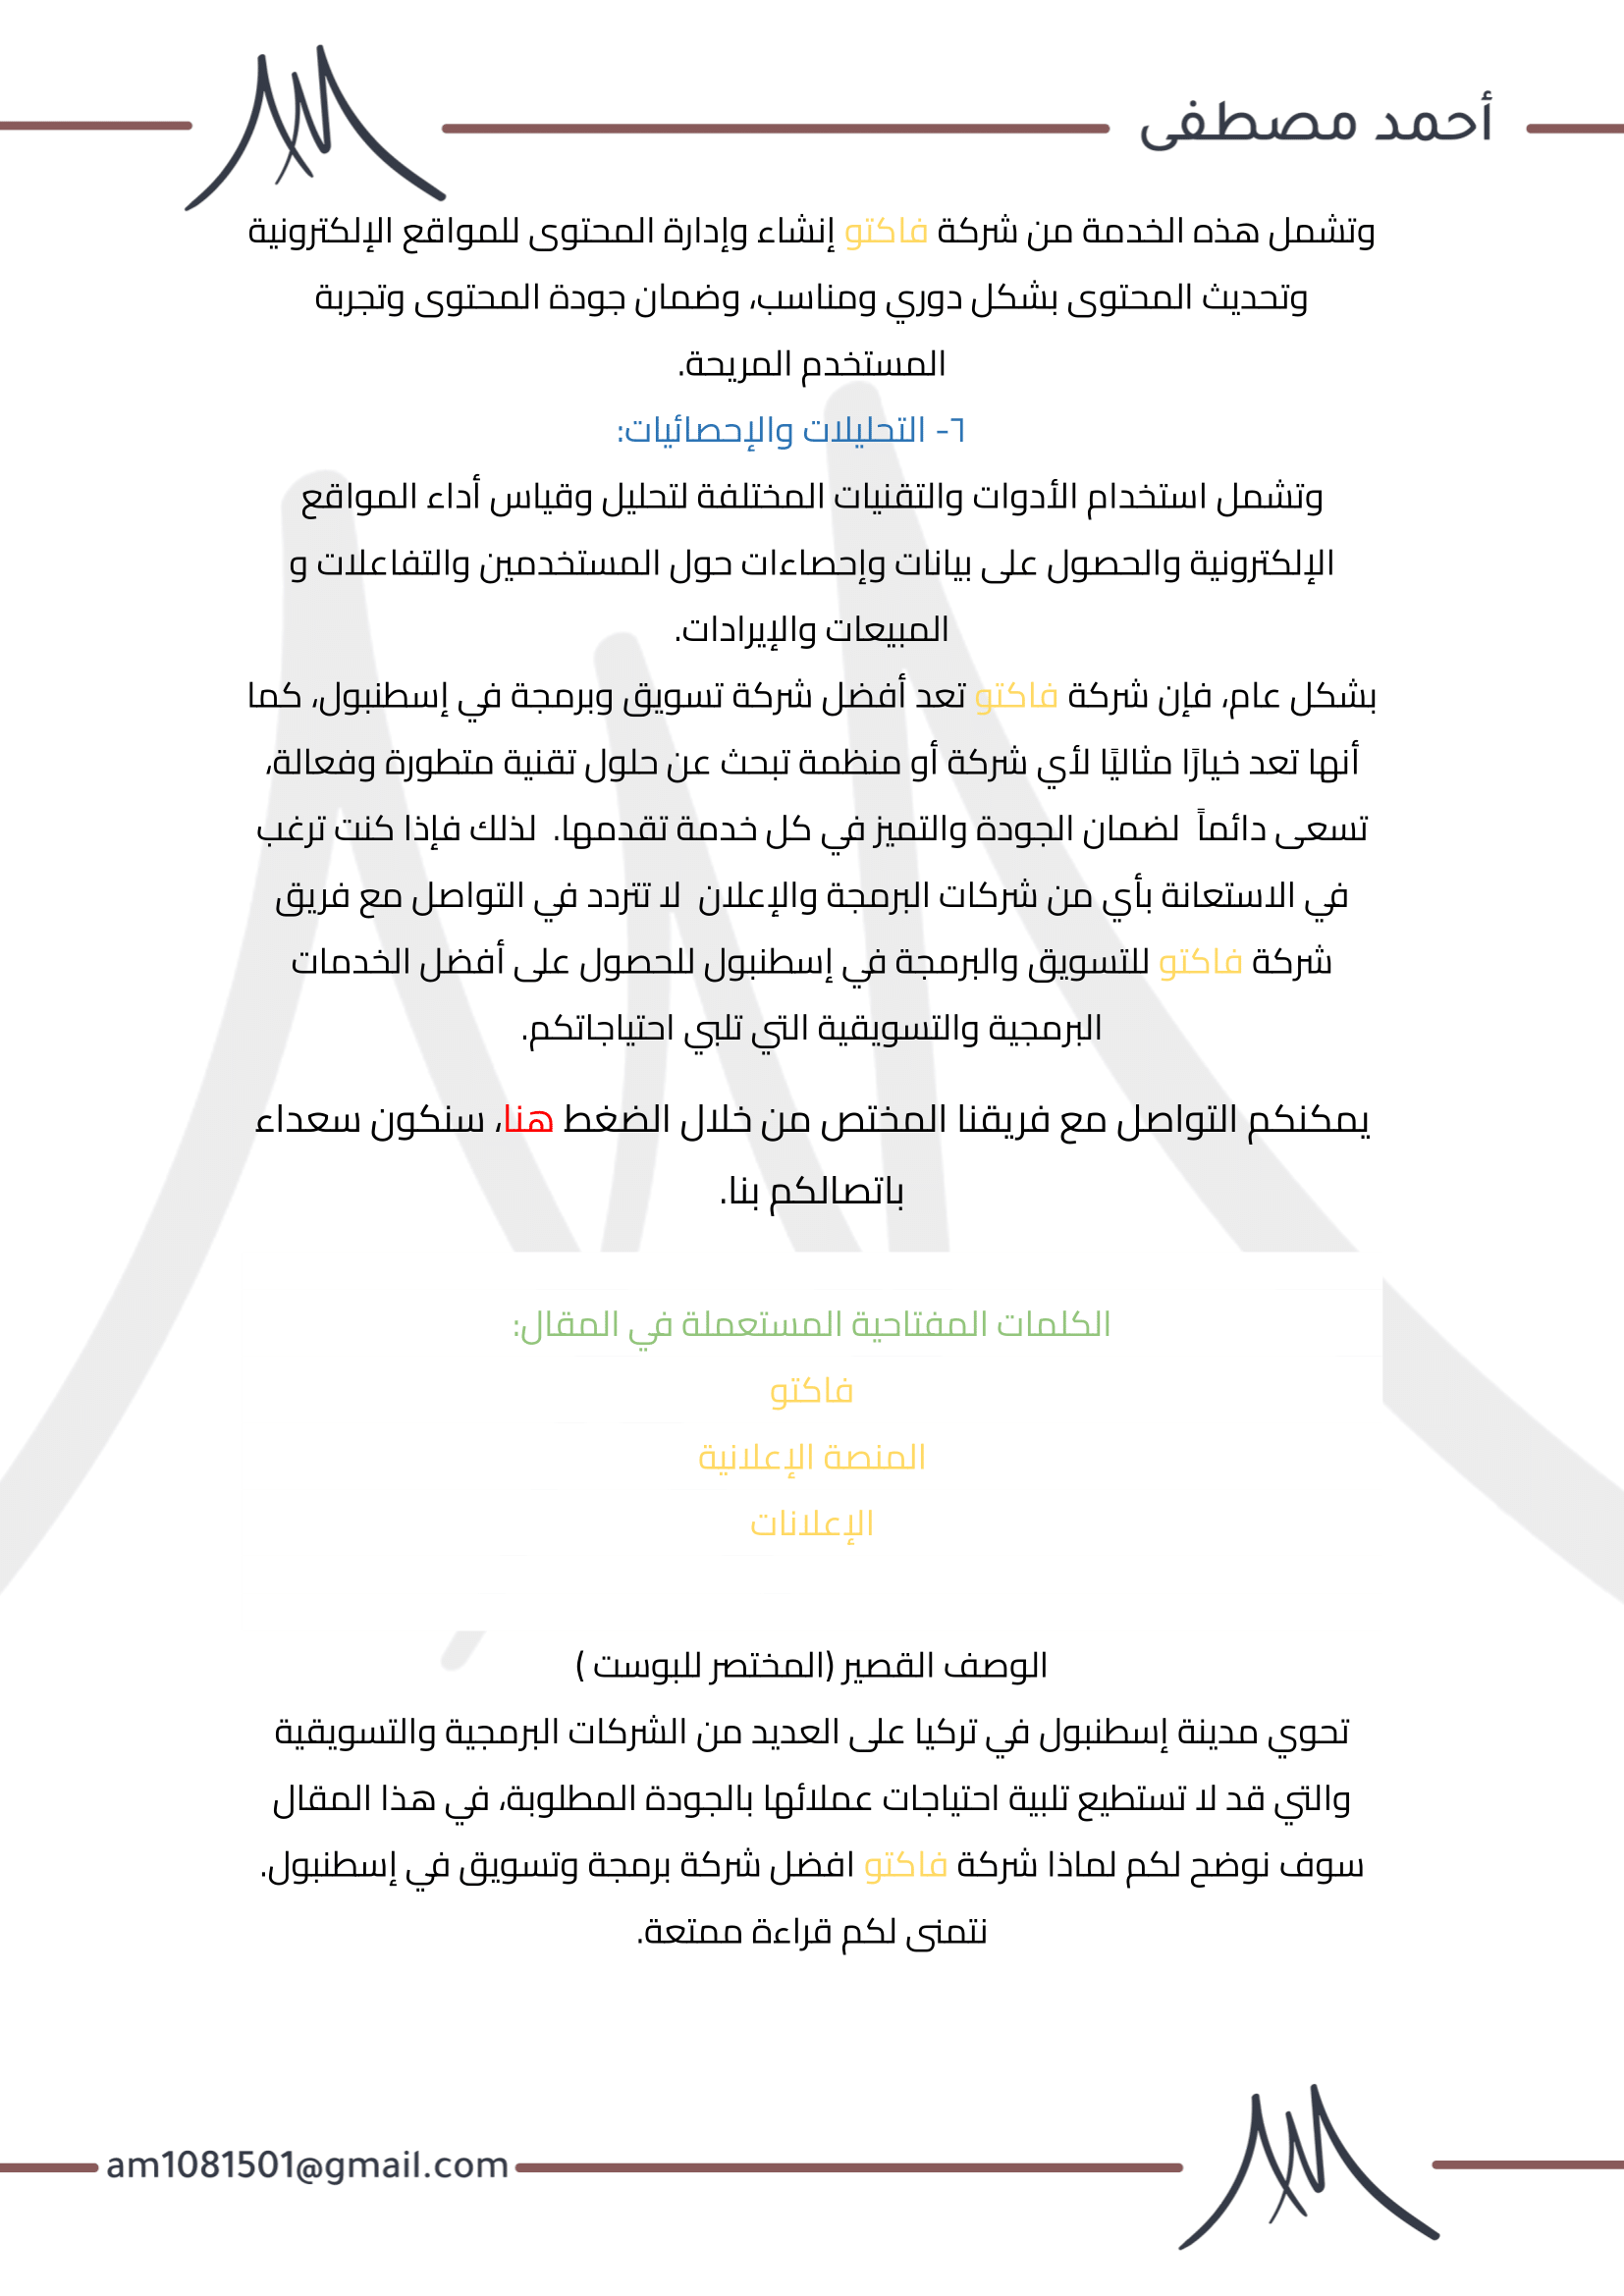 أحمد مصطفى
وتشمل هذه الخدمة من شركة فاكتو إنشاء وإدارة المحتوى للمواقع الإلكترونية
وتحديث المحتوى بشكل دوري ومناسب، وضمان جودة المحتوى وتجربة
المستخدم المريحة.
٦- التحليلات والإحصائيات:
وتشمل استخدام الأدوات والتقنيات المختلفة لتحليل وقياس أداء المواقع
الإلكترونية والحصول على بيانات وإحصاءات حول المستخدمين والتفاعلات و
المبيعات والإيرادات.
بشكل عام، فإن شركة فاكتو تعد أفضل شركة تسويق وبرمجة في إسطنبول، كما
أنها تعد خيارًا مثاليًا لأي شركة أو منظمة تبحث عن حلول تقنية متطورة وفعالة،
تسعى دائماً  لضمان الجودة والتميز في كل خدمة تقدمها.  لذلك فإذا كنت ترغب
في الاستعانة بأي من شركات البرمجة والإعلان  لا تتردد في التواصل مع فريق
شركة فاكتو للتسويق والبرمجة في إسطنبول للحصول على أفضل الخدمات
البرمجية والتسويقية التي تلبي احتياجاتكم.
يمكنكم التواصل مع فريقنا المختص من خلال الضغط هنا، سنكون سعداء
باتصالكم بنا.
الكلمات المفتاحية المستعملة في المقال:
فاكتو
المنصة الإعلانية
الإعلانات
الوصف القصير (المختصر للبوست )
تحوي مدينة إسطنبول في تركيا على العديد من الشركات البرمجية والتسويقية
والتي قد لا تستطيع تلبية احتياجات عملائها بالجودة المطلوبة، في هذا المقال
سوف نوضح لكم لماذا شركة فاكتو افضل شركة برمجة وتسويق في إسطنبول.
نتمنى لكم قراءة ممتعة.
am1081501@gmail.com